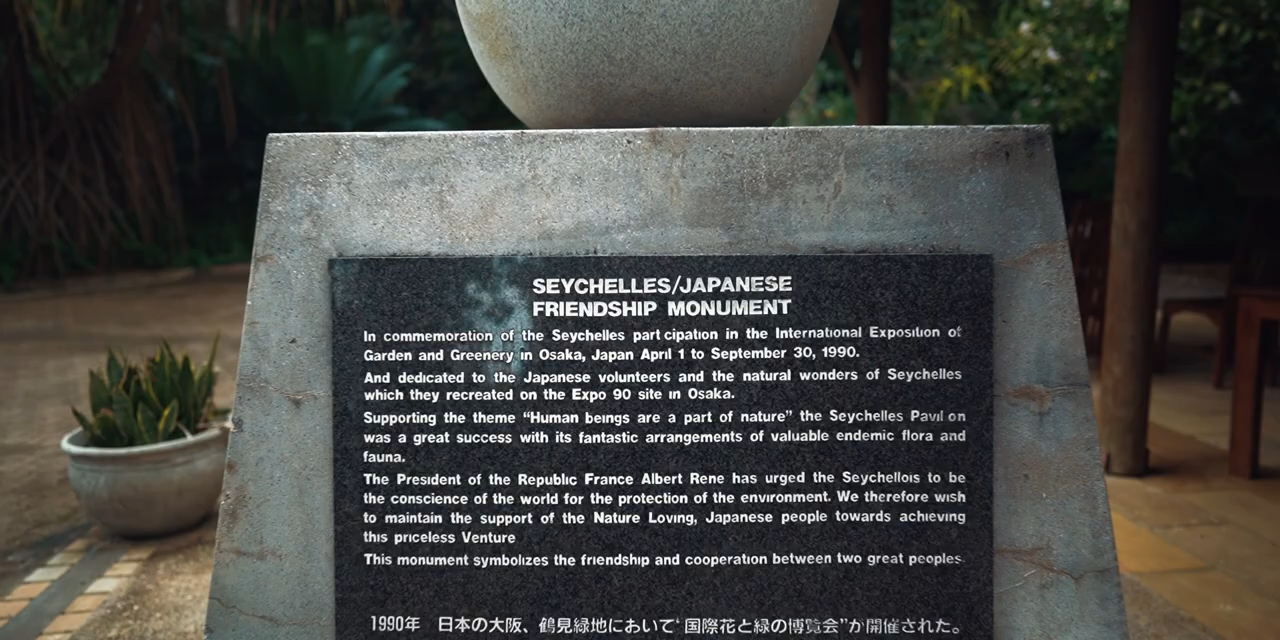 SEYCHELLES/JAPANESE
FRIENDSHIP MONUMENT
In commemoration of the Seychelles participation in the International Exposition of
Garden and Greenery in Osaka, Japan April 1 to September 30, 1990.
And dedicated to the Japanese volunteers and the natural wonders of Seychelles
which they recreated on the Expo 90 site in Osaka.
Supporting the theme “Human beings are a part of nature” the Seychelles Pavilion
was a great success with its fantastic arrangements of valuable endemic flora and
fauna.
The President of the Republic France Albert Rene has urged the Seychellois to be
the conscience of the world for the protection of the environment. We therefore wish
to maintain the support of the Nature Loving, Japanese people towards achieving
this priceless Venture
This monument symbolizes the friendship and cooperation between two great peoples.
1990年 日本の大阪、鶴見緑地において“国際花と緑の博覧会”が開催された。